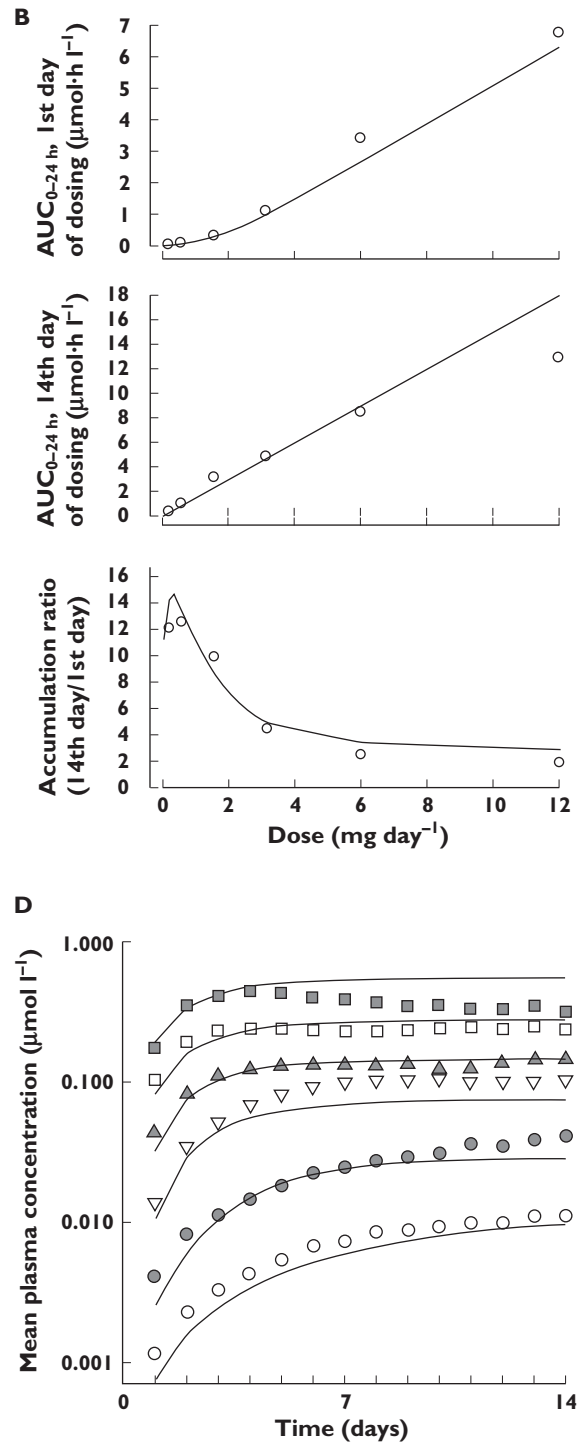 B
AUC0–24 h, 1st day
of dosing (μmol·h l–1)
7
6
5
4
3
2
1
0
AUC0–24 h, 14th day
of dosing (μmol·h l–1)
18
16
14
12
10
8
6
4
2
0
Accumulation ratio
(14th day/1st day)
16
14
12
10
8
6
4
2
0
0 2 4 6 8 10 12
Dose (mg day–1)
D
Mean plasma concentration (μmol l–1)
1.000
0.100
0.010
0.001
0 7 14
Time (days)